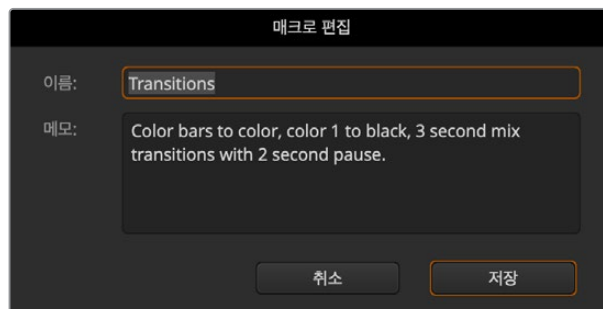 매크로 편집
이름: Transitions
메모: Color bars to color, color 1 to black, 3 second mix
transitions with 2 second pause.
취소 저장